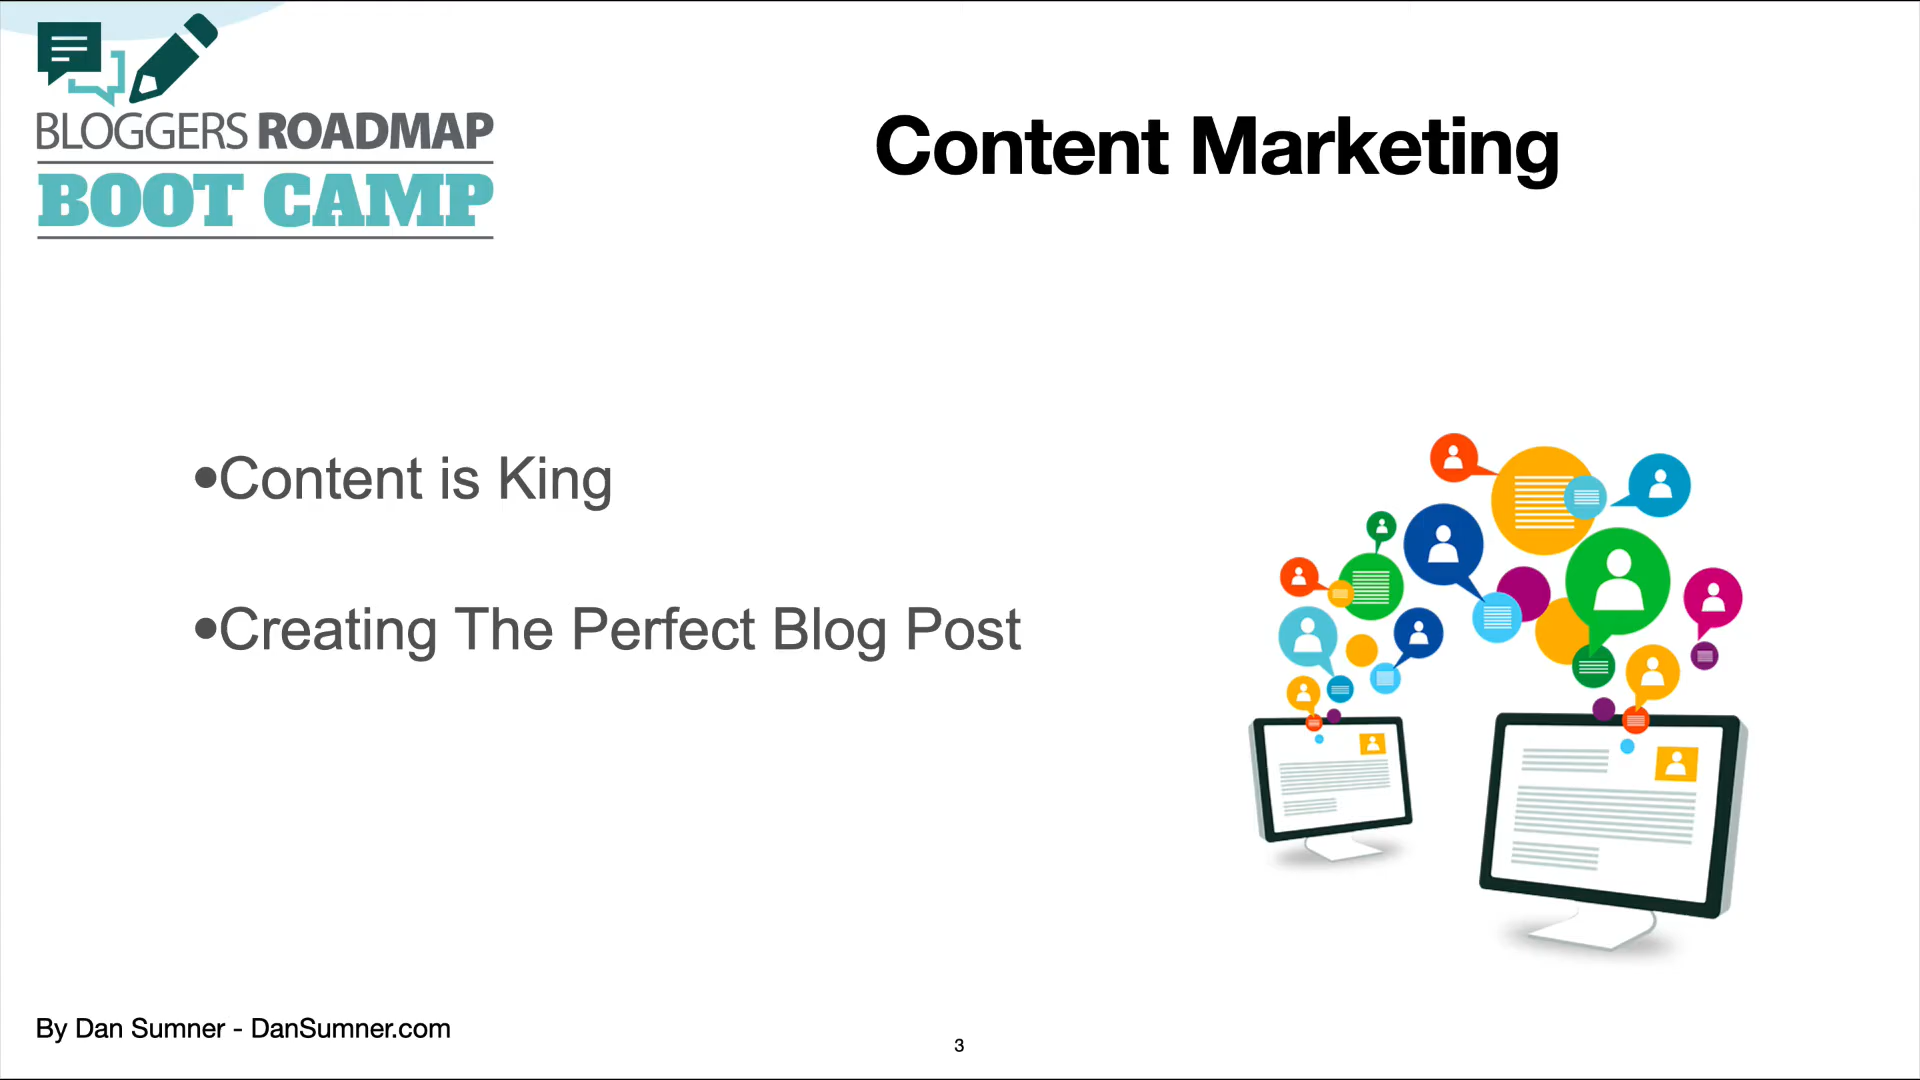 BLOGGERS ROADMAP
BOOT CAMP
Content Marketing
•Content is King
•Creating The Perfect Blog Post
By Dan Sumner - DanSumner.com
3